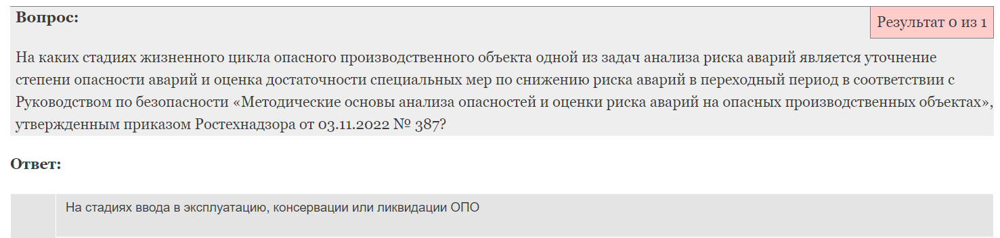 Вопрос:
Результат 0 из 1
На каких стадиях жизненного цикла опасного производственного объекта одной из задач анализа риска аварий является уточнение
степени опасности аварий и оценка достаточности специальных мер по снижению риска аварий в переходный период в соответствии с
Руководством по безопасности «Методические основы анализа опасностей и оценки риска аварий на опасных производственных объектах»,
утвержденным приказом Ростехнадзора от 03.11.2022 № 387?
Ответ:
На стадиях ввода в эксплуатацию, консервации или ликвидации ОПО